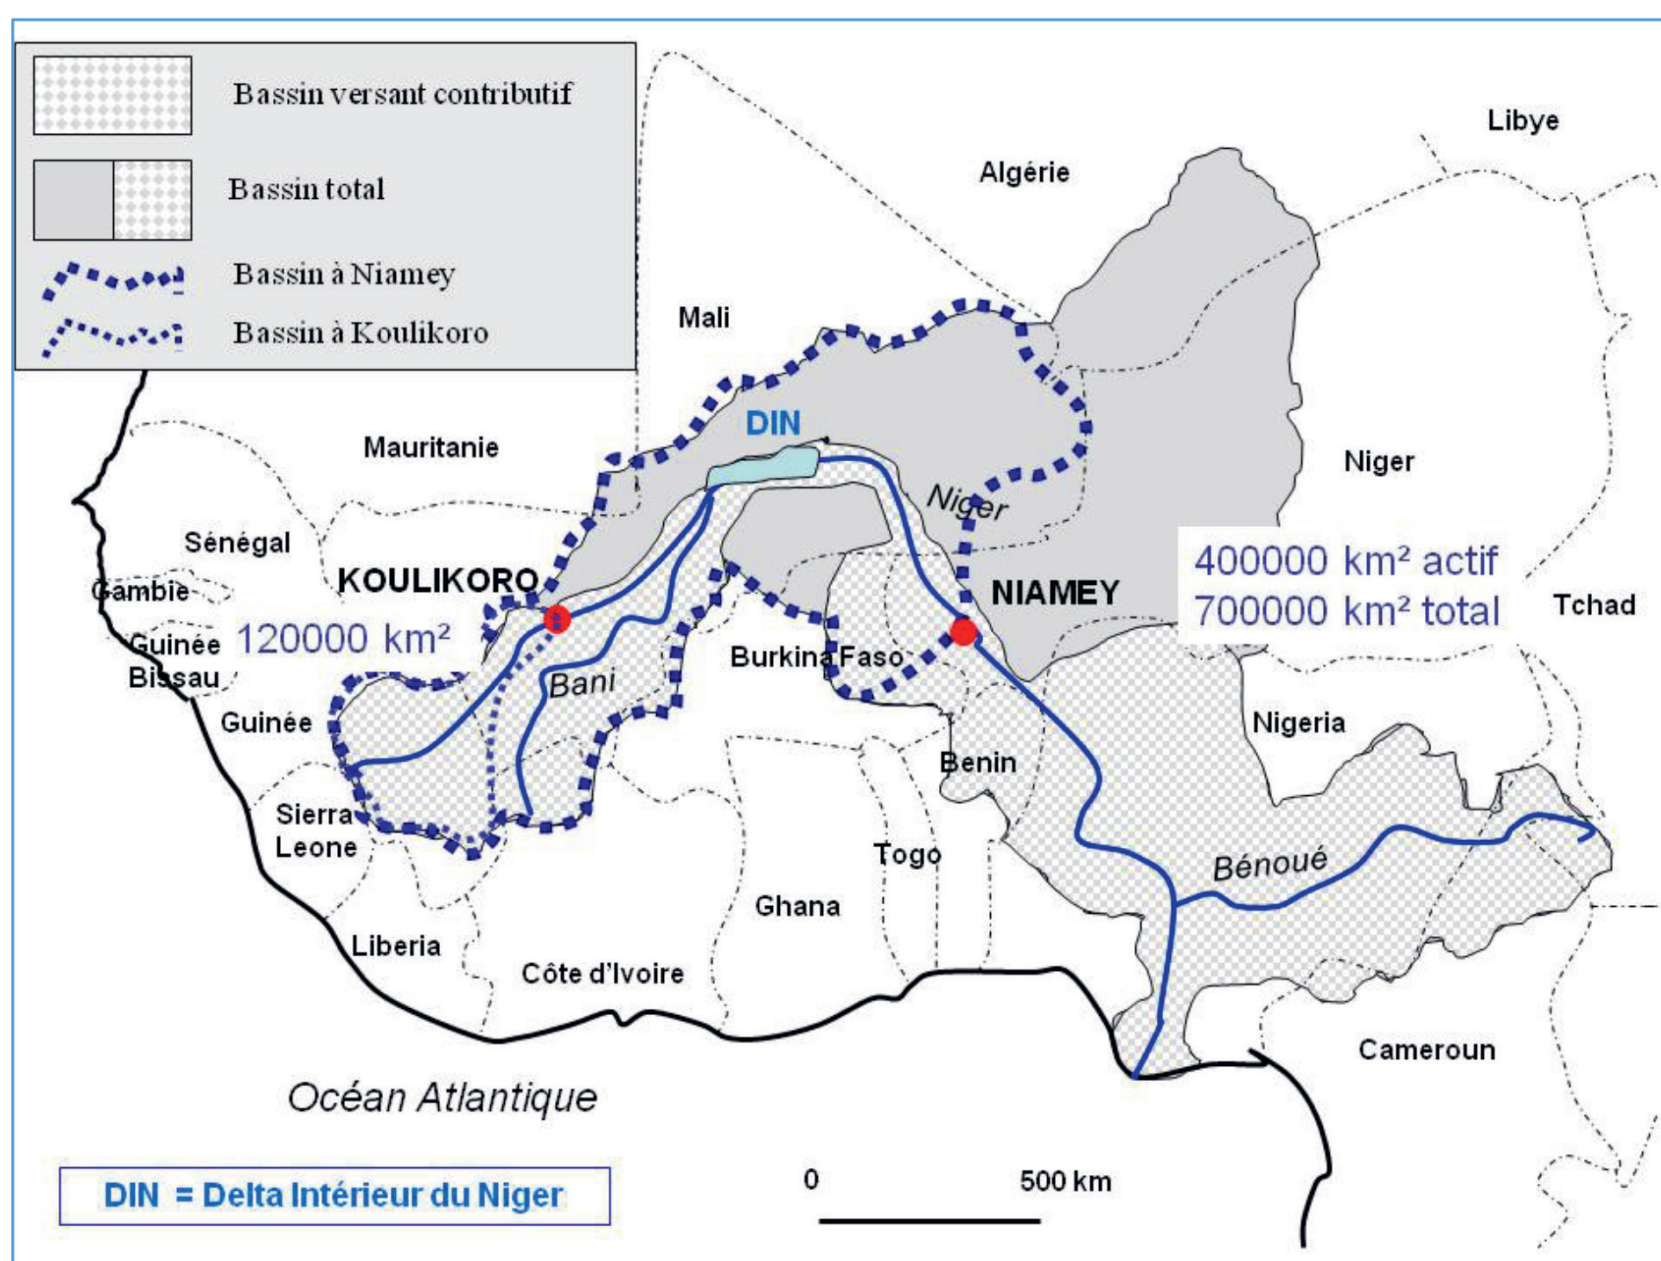 Bassin versant contributif
Bassin total
Bassin à Niamey
Bassin à Koulikoro
Libye
Algérie
Mali
DIN
Mauritanie
Niger
Niger
Sénégal
KOULIKORO
Gambie
NIAMEY
400000 km² actif
700000 km² total
Tchad
Guinée
Bissau
120000 km²
Burkina Faso
Bani
Guinée
Nigeria
Benin
Sierra
Leone
Togo
Bénoué
Ghana
Liberia
Côte d'Ivoire
Cameroun
Océan Atlantique
DIN = Delta Intérieur du Niger
0
500 km